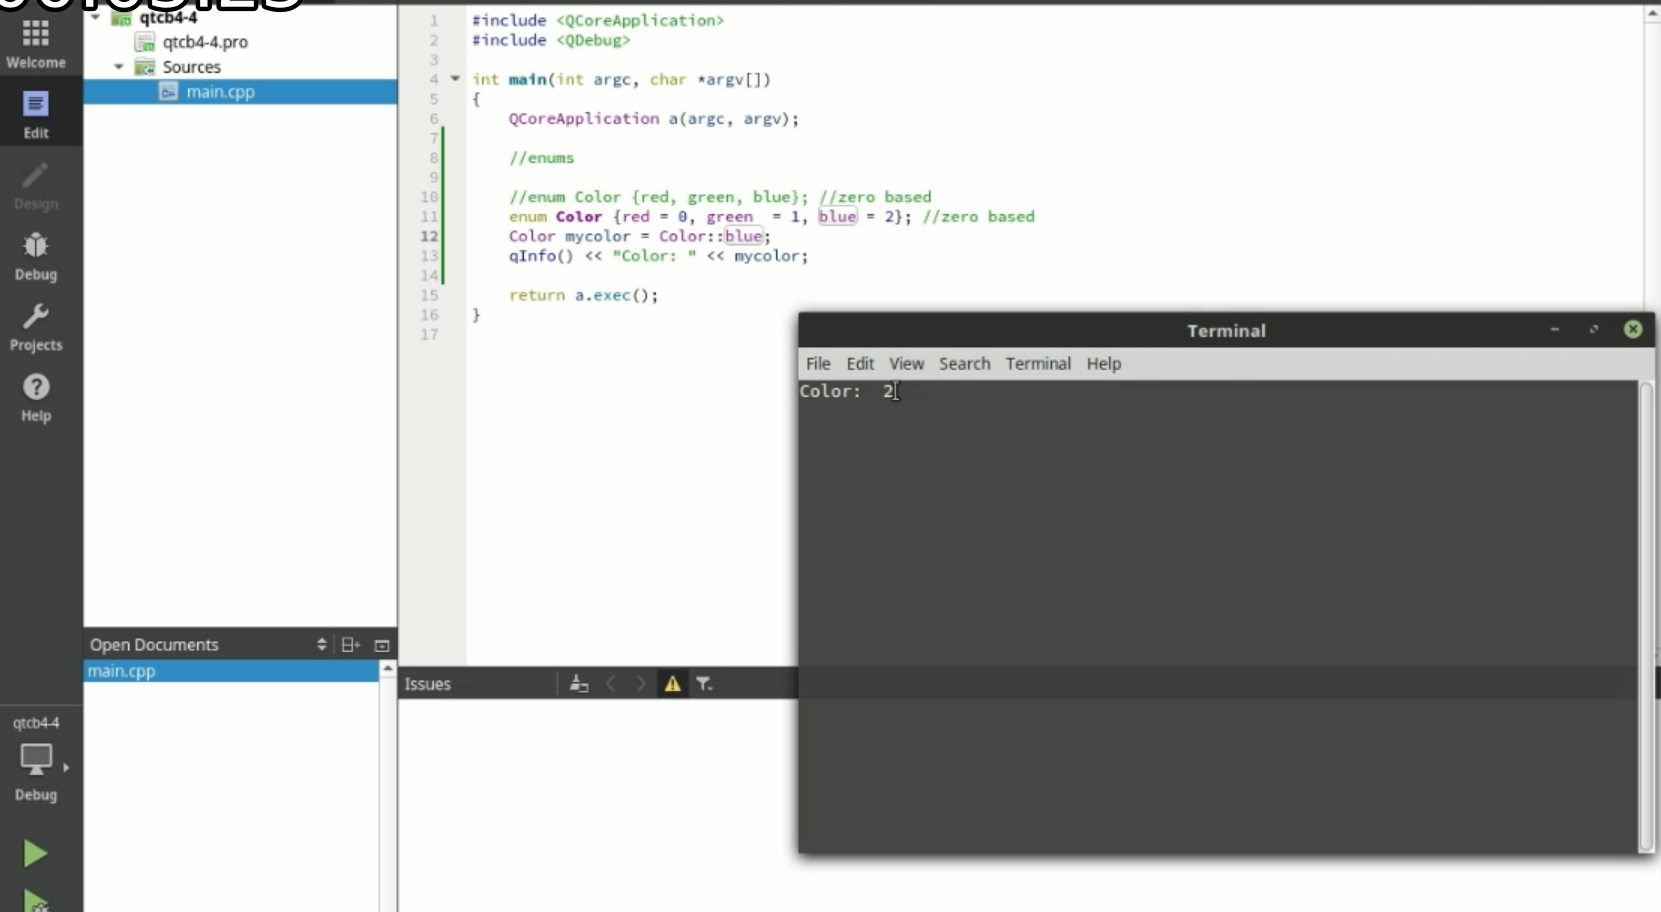 qtcb4-4
qtcb4-4.pro
Sources
main.cpp
Welcome
Edit
Design
Debug
Projects
Help
1 #include <QCoreApplication>
2 #include <QDebug>
3
4 int main(int argc, char *argv[])
5 {
6 QCoreApplication a(argc, argv);
7
8 //enums
9
10 //enum Color {red, green, blue}; //zero based
11 enum Color {red = 0, green  = 1, blue = 2}; //zero based
12 Color mycolor = Color::blue;
13 qInfo() << "Color: " << mycolor;
14
15 return a.exec();
16 }
17
Terminal
File Edit View Search Terminal Help
Color:  2
Open Documents
main.cpp
Issues
qtcb4-4
Debug